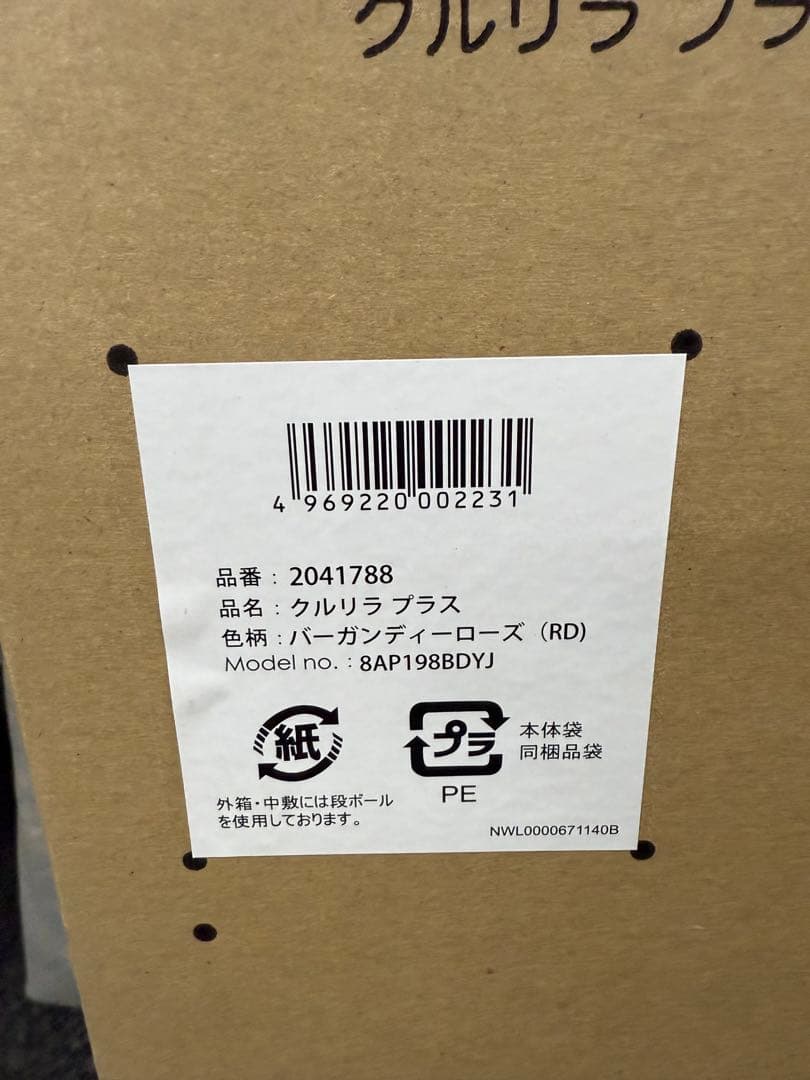 クルリラ プラ
4 969220 002231
品番：2041788
品名：クルリラ プラス
色柄：バーガンディーローズ（RD）
Model no.：8AP198BDYJ
紙
プラ
本体袋
同梱品袋
PE
外箱・中敷には段ボール
を使用しております。
NWL0000671140B